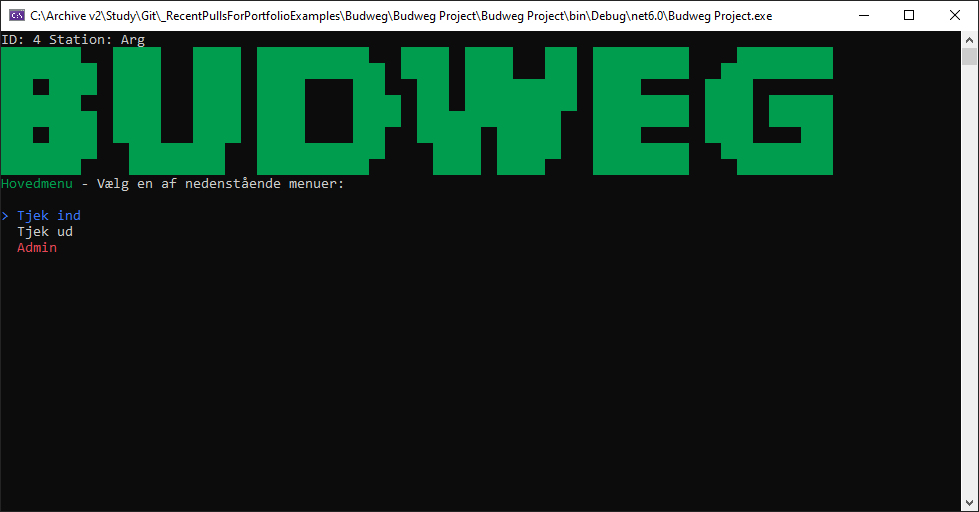 C:\Archive v2\Study\Git\_RecentPullsForPortfolioExamples\Budweg\Budweg Project\Budweg Project\bin\Debug\net6.0\Budweg Project.exe
ID: 4 Station: Arg
BUDWEG
Hovedmenu - Vælg en af nedenstående menuer:
> Tjek ind
Tjek ud
Admin